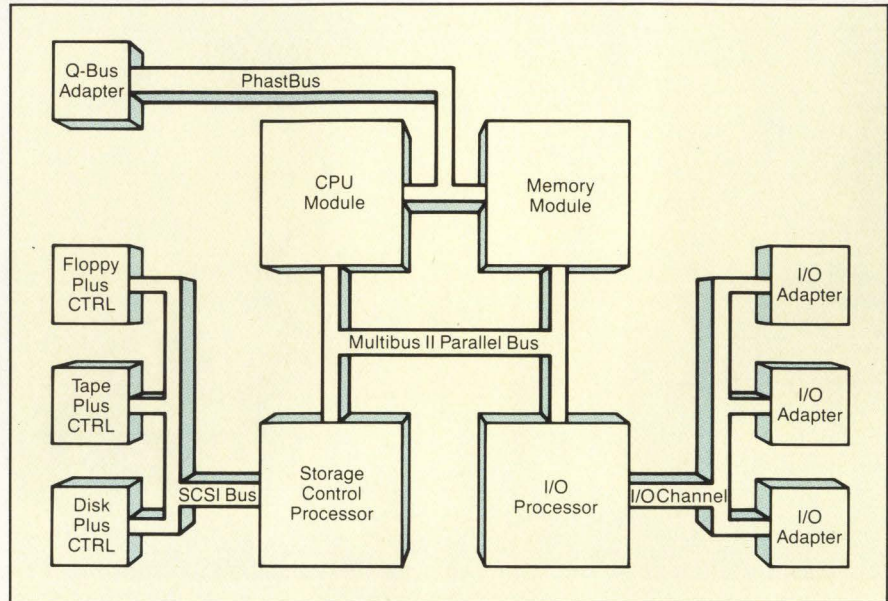 Q-Bus
Adapter
PhastBus
CPU
Module
Memory
Module
Floppy
Plus
CTRL
I/O
Adapter
Multibus II Parallel Bus
Tape
Plus
CTRL
I/O
Adapter
Storage
Control
Processor
I/O
Processor
SCSI Bus
I/O Channel
Disk
Plus
CTRL
I/O
Adapter